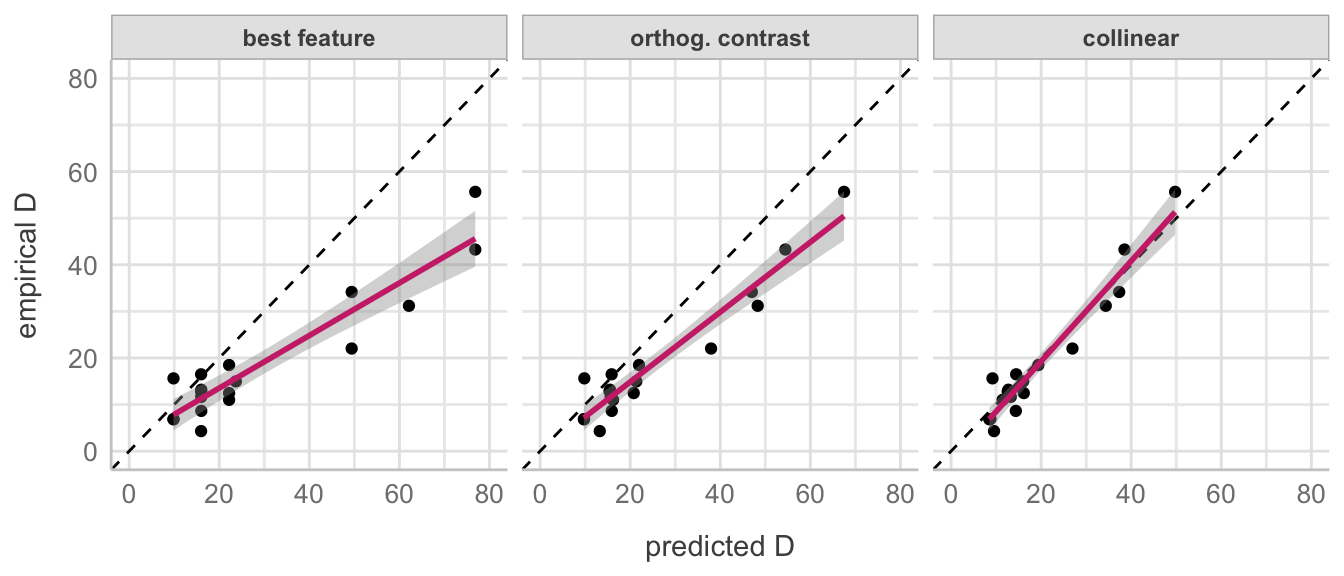 best feature
orthog. contrast
collinear
80
60
40
20
0
empirical D
0 20 40 60 80
0 20 40 60 80
0 20 40 60 80
predicted D